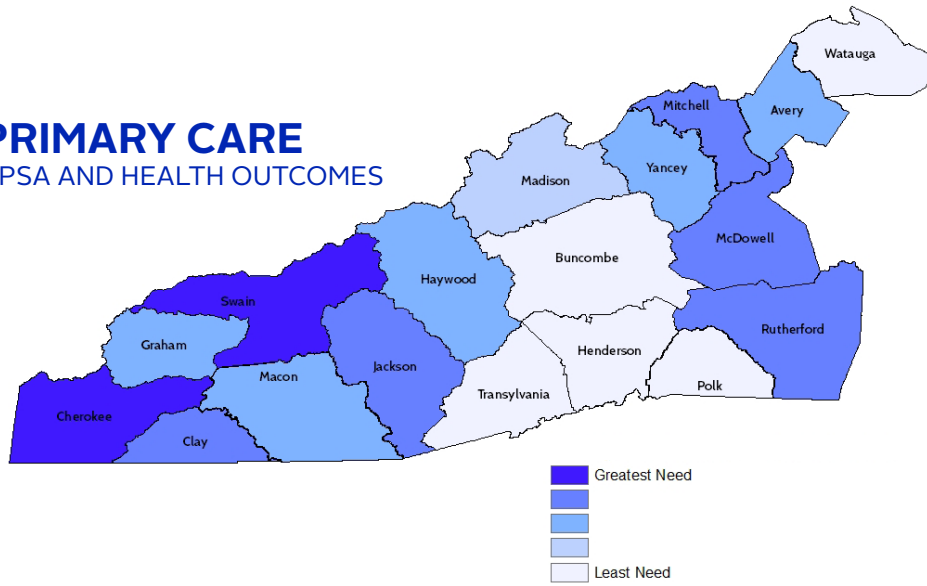 PRIMARY CARE
PSA AND HEALTH OUTCOMES
Watauga
Mitchell
Avery
Madison
Yancey
McDowell
Buncombe
Haywood
Swain
Rutherford
Graham
Henderson
Jackson
Macon
Polk
Transylvania
Cherokee
Clay
Greatest Need
Least Need